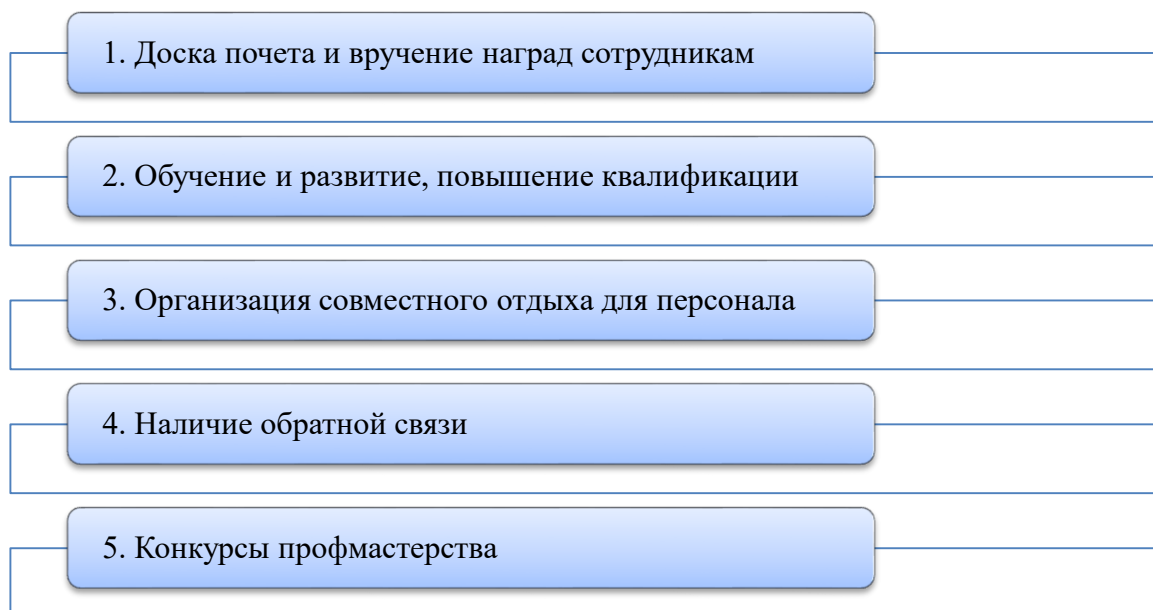 1. Доска почета и вручение наград сотрудникам
2. Обучение и развитие, повышение квалификации
3. Организация совместного отдыха для персонала
4. Наличие обратной связи
5. Конкурсы профмастерства